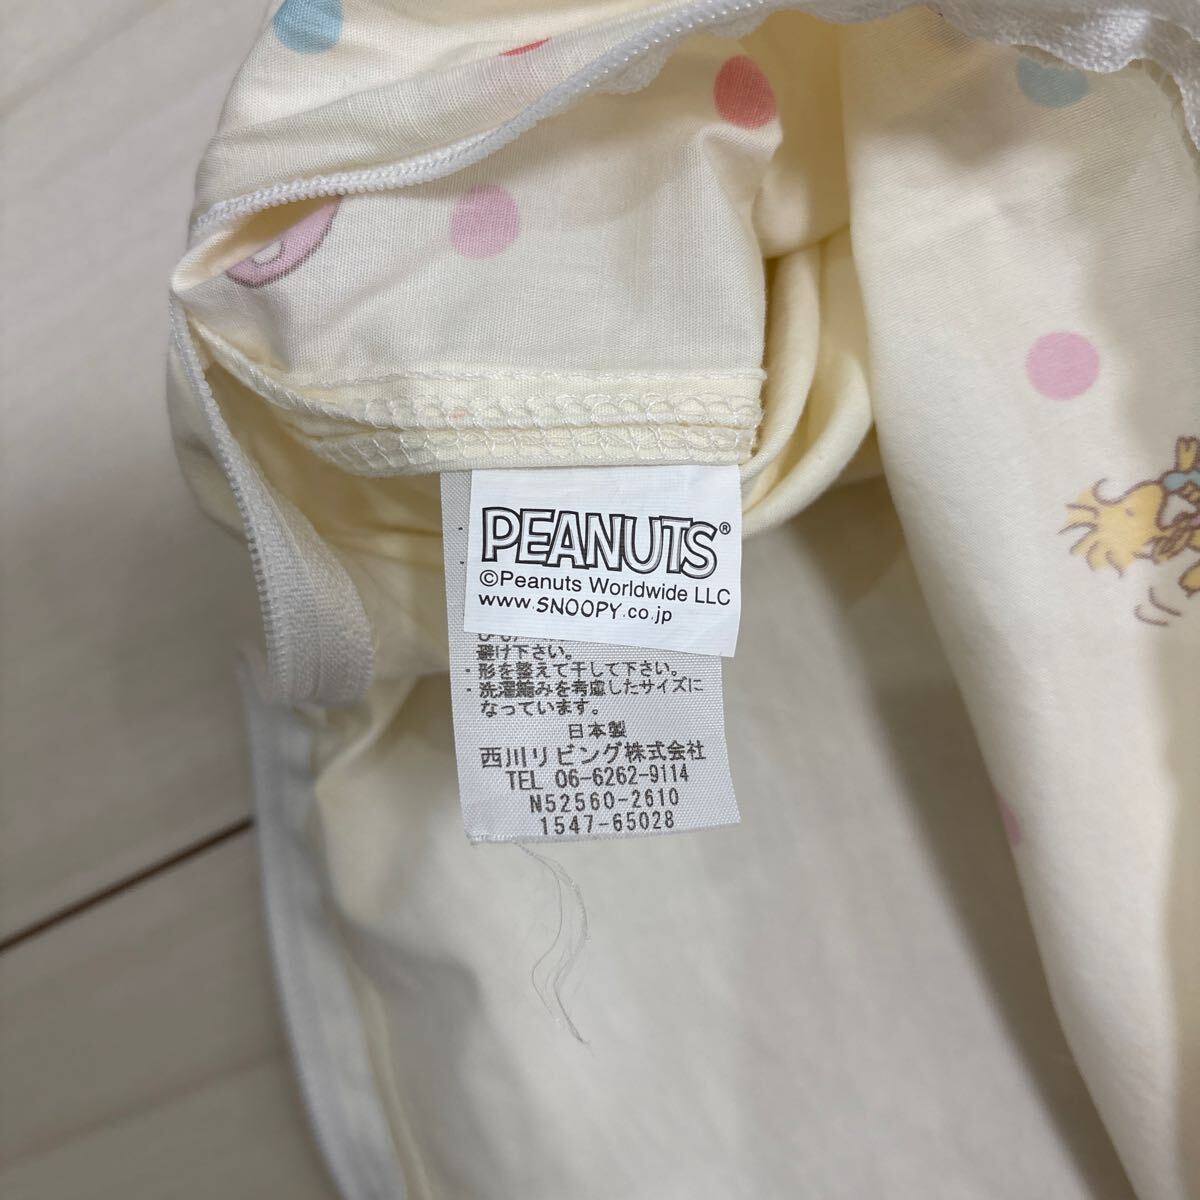 PEANUTS®
©Peanuts Worldwide LLC
www.SNOOPY.co.jp
避け下さい。
・形を整えて干して下さい。
・洗濯縮みを考慮したサイズに
なっています。
日本製
西川リビング株式会社
TEL 06-6262-9114
N52560-2610
1547-65028